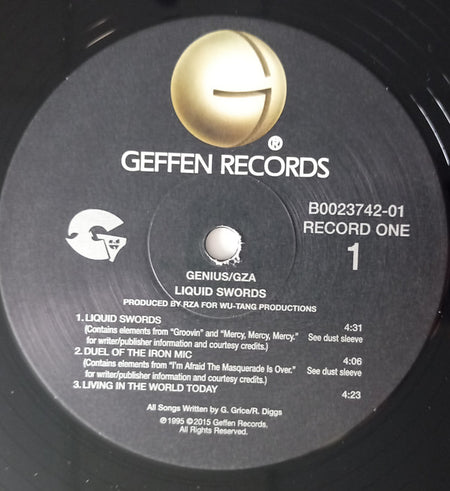 ®
GEFFEN RECORDS
B0023742-01
RECORD ONE
1
GENIUS/GZA
LIQUID SWORDS
PRODUCED BY RZA FOR WU-TANG PRODUCTIONS
1. LIQUID SWORDS 4:31
(Contains elements from “Groovin” and “Mercy, Mercy, Mercy.” See dust sleeve
for writer/publisher information and courtesy credits.)
2. DUEL OF THE IRON MIC 4:06
(Contains elements from “I'm Afraid The Masquerade Is Over.” See dust sleeve
for writer/publisher information and courtesy credits.)
3. LIVING IN THE WORLD TODAY 4:23
All Songs Written by G. Grice/R. Diggs
℗1995 ©2015 Geffen Records.
All Rights Reserved.